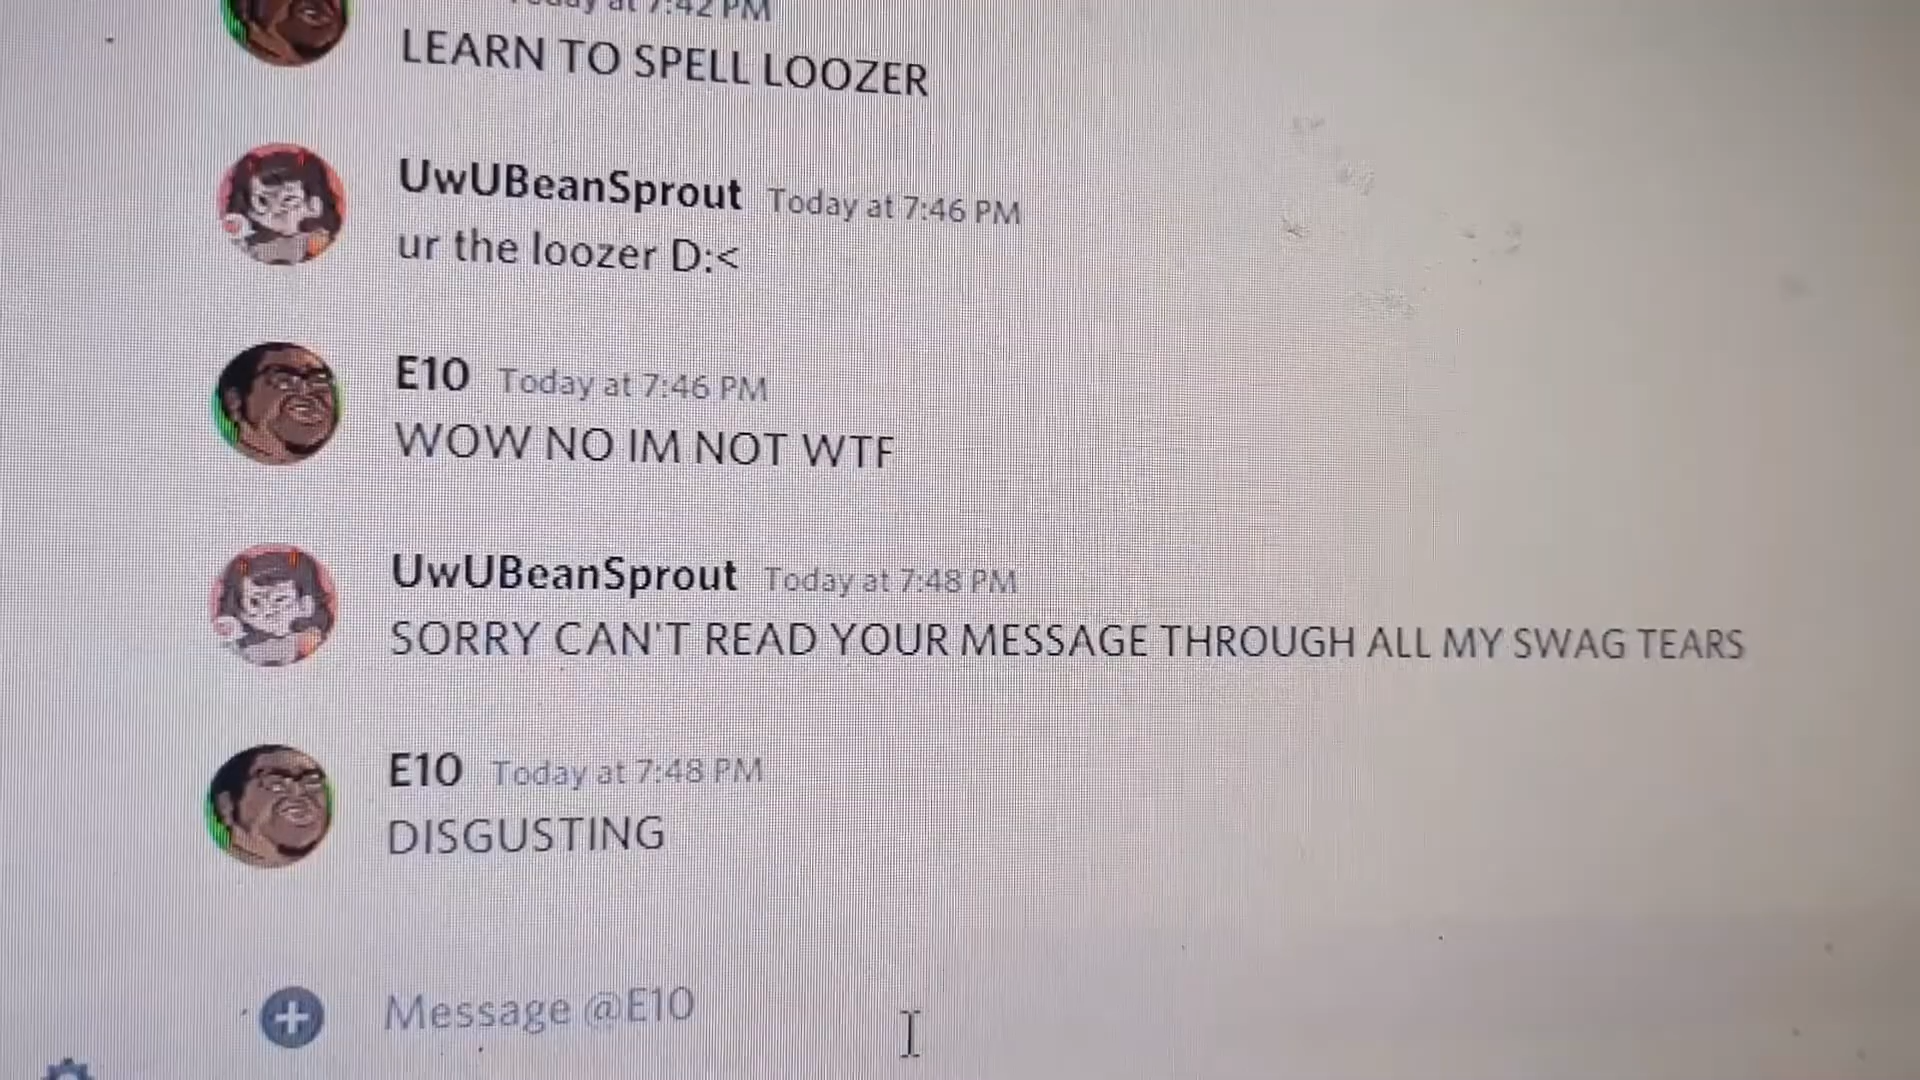 Today at 7:42 PM
LEARN TO SPELL LOOZER
UwUBeanSprout Today at 7:46 PM
ur the loozer D:<
E10 Today at 7:46 PM
WOW NO IM NOT WTF
UwUBeanSprout Today at 7:48 PM
SORRY CAN'T READ YOUR MESSAGE THROUGH ALL MY SWAG TEARS
E10 Today at 7:48 PM
DISGUSTING
Message @E10